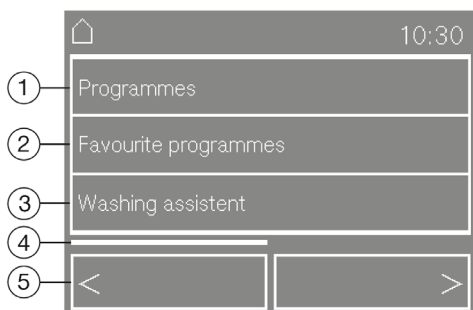 10:30
1 Programmes
2 Favourite programmes
3 Washing assistent
4
5 < >